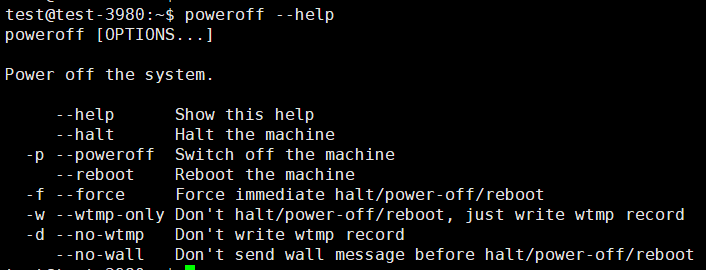 test@test-3980:~$ poweroff --help
poweroff [OPTIONS...]

Power off the system.

     --help      Show this help
     --halt      Halt the machine
  -p --poweroff  Switch off the machine
     --reboot    Reboot the machine
  -f --force     Force immediate halt/power-off/reboot
  -w --wtmp-only Don't halt/power-off/reboot, just write wtmp record
  -d --no-wtmp   Don't write wtmp record
     --no-wall   Don't send wall message before halt/power-off/reboot